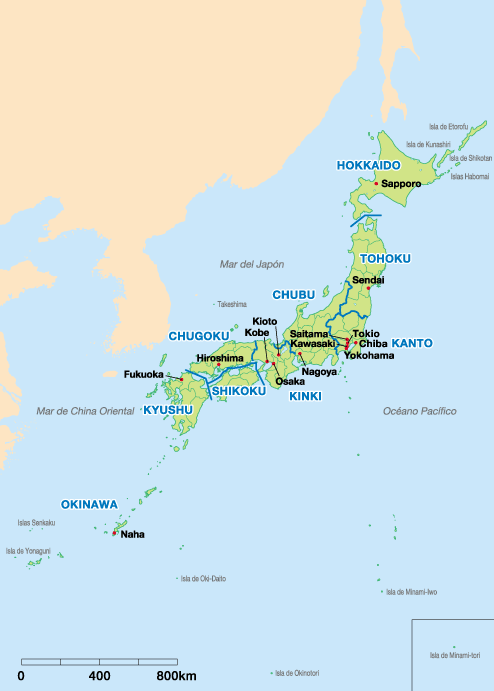 Isla de Etorofu
Isla de Kunashiri
Isla de Shikotan
HOKKAIDO
Islas Habomai
Sapporo
TOHOKU
Mar del Japón
Sendai
CHUBU
Takeshima
Kioto
CHUGOKU
Kobe
Saitama
Tokio
Kawasaki
Chiba
KANTO
Yokohama
Hiroshima
Fukuoka
Nagoya
Osaka
SHIKOKU
KINKI
Mar de China Oriental
KYUSHU
Océano Pacífico
OKINAWA
Islas Senkaku
Naha
Isla de Yonaguni
Isla de Oki-Daito
Isla de Minami-Iwo
Isla de Minami-tori
Isla de Okinotori
0 400 800km